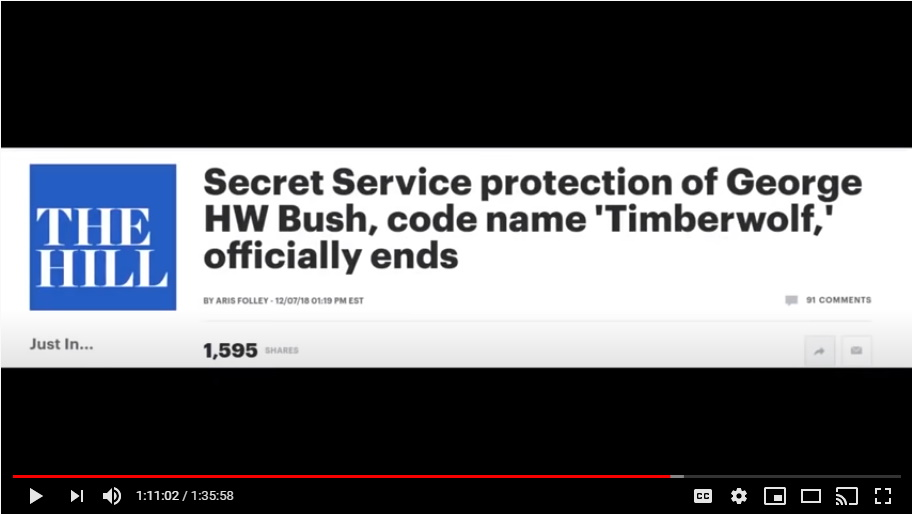 THE
HILL
Secret Service protection of George
HW Bush, code name 'Timberwolf,'
officially ends
BY ARIS FOLLEY - 12/07/18 01:19 PM EST
91 COMMENTS
Just In...
1,595 SHARES
1:11:02 / 1:35:58
CC